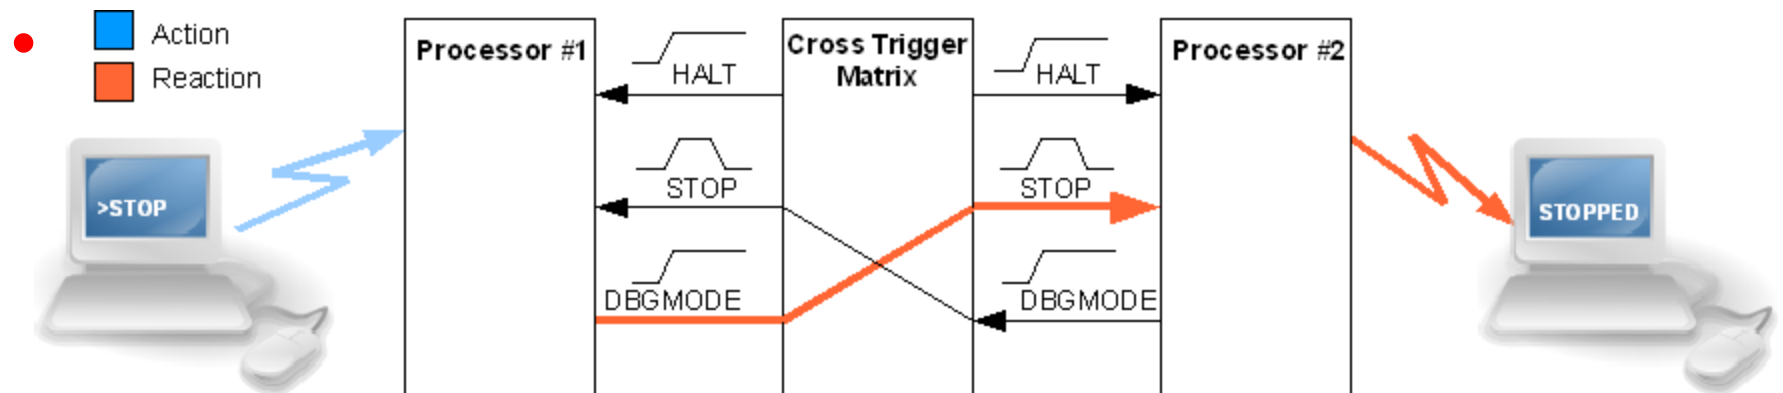 Action
Reaction
Processor #1
Cross Trigger
Matrix
Processor #2
HALT
HALT
STOP
STOP
>STOP
STOPPED
DBGMODE
DBGMODE